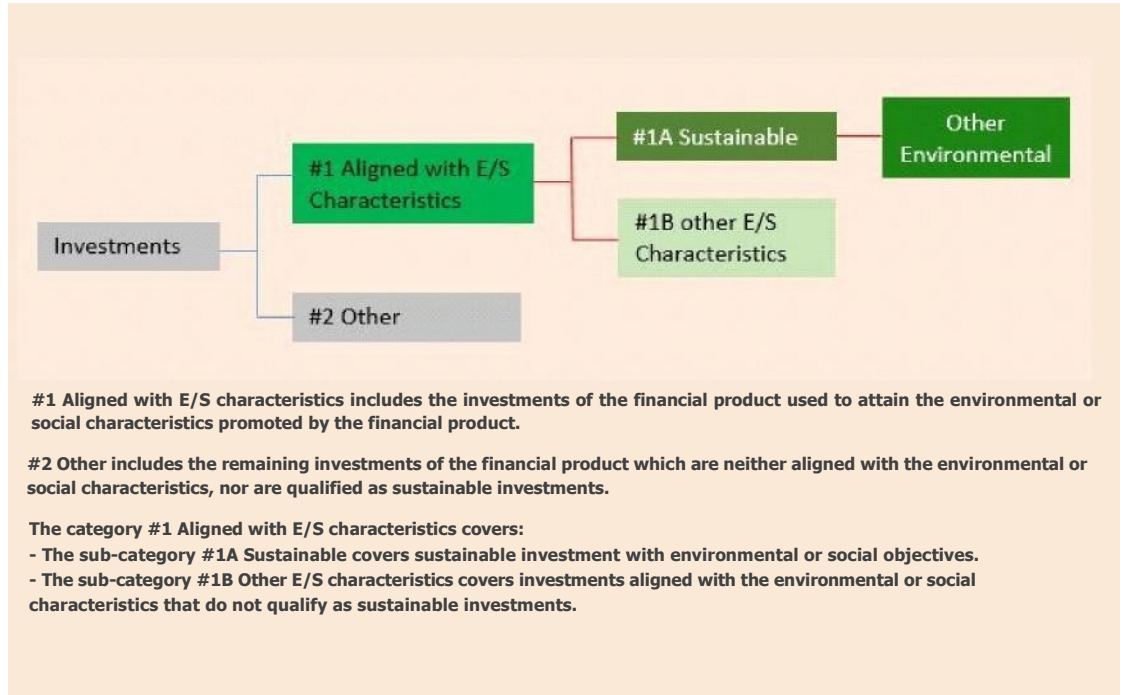 Other
Environmental
#1A Sustainable
#1 Aligned with E/S
Characteristics
#1B other E/S
Characteristics
Investments
#2 Other
#1 Aligned with E/S characteristics includes the investments of the financial product used to attain the environmental or
social characteristics promoted by the financial product.
#2 Other includes the remaining investments of the financial product which are neither aligned with the environmental or
social characteristics, nor are qualified as sustainable investments.
The category #1 Aligned with E/S characteristics covers:
- The sub-category #1A Sustainable covers sustainable investment with environmental or social objectives.
- The sub-category #1B Other E/S characteristics covers investments aligned with the environmental or social
characteristics that do not qualify as sustainable investments.